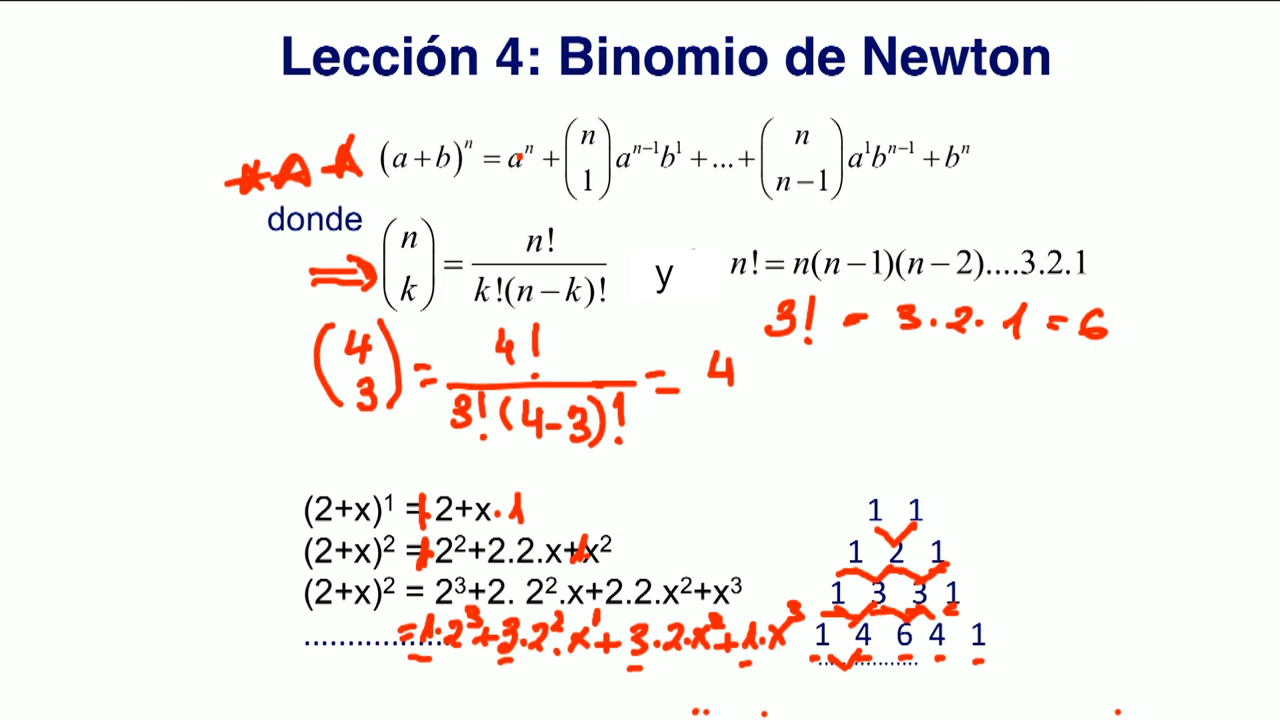 Lección 4: Binomio de Newton
(a+b)ⁿ = aⁿ + (n 1) aⁿ⁻¹b¹ + ... + (n n−1) a¹bⁿ⁻¹ + bⁿ
donde
(n k) = n! / k!(n−k)! y n! = n(n−1)(n−2)....3.2.1
3! = 3.2.1 = 6
(4 3) = 4! / 3!(4-3)! = 4
(2+x)¹ = 1. 2+x . 1
1 1
(2+x)² = 1. 2²+2.2.x+1x²
1 2 1
(2+x)² = 2³+2. 2².x+2.2.x²+x³
1 3 3 1
................. =1.2³+3.2².x¹+3.2.x²+1.x³
1 4 6 4 1
................